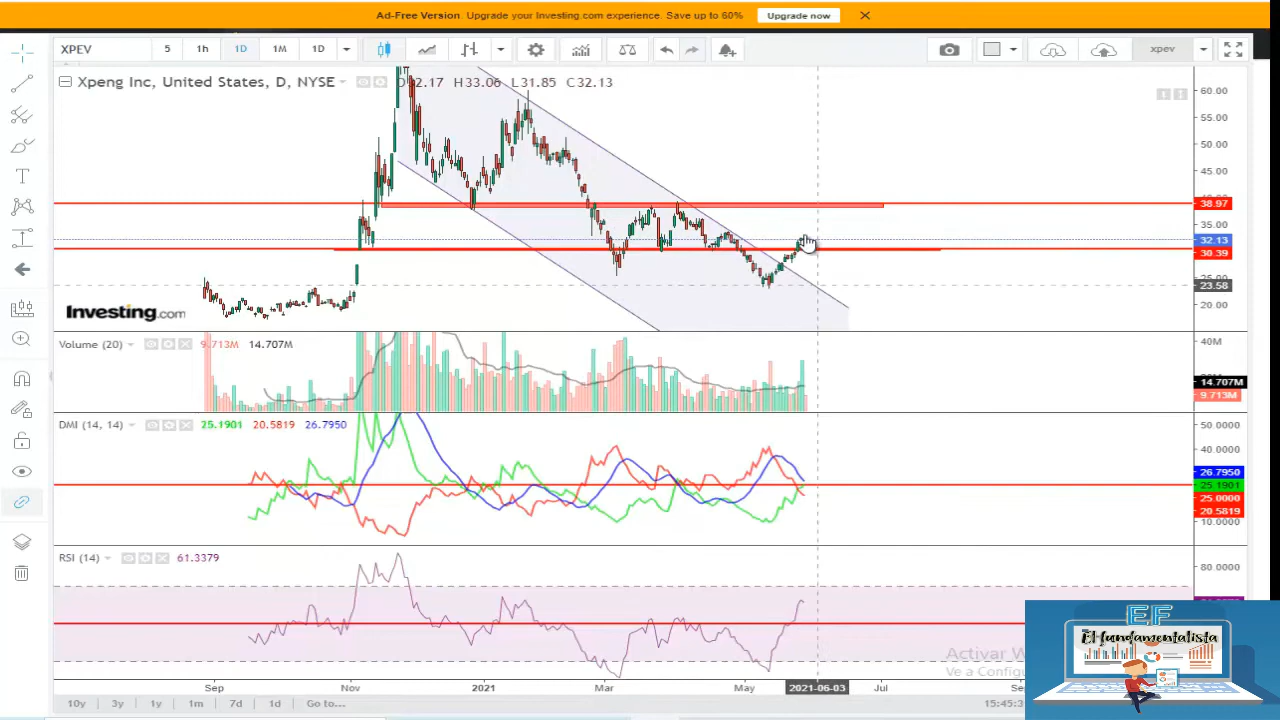 Ad-Free Version Upgrade your Investing.com experience. Save up to 60% Upgrade now
XPEV 5 1h 1D 1M 1D xpev
Xpeng Inc, United States, D, NYSE 32.17 H33.06 L31.85 C32.13
60.00
55.00
50.00
45.00
38.97
35.00
32.13
30.39
23.58
20.00
Investing.com
Volume (20) 9.713M 14.707M
40M
14.707M
9.713M
DMI (14, 14) 25.1901 20.5819 26.7950
50.0000
40.0000
26.7950
25.1901
25.0000
20.5819
10.0000
RSI (14) 61.3379
80.0000
EF
El fundamentalista
Activar W
Ve a Config
Sep Nov 2021 Mar May 2021-06-03 Jul
10y 3y 1y 1m 7d 1d Go to... 15:45:3